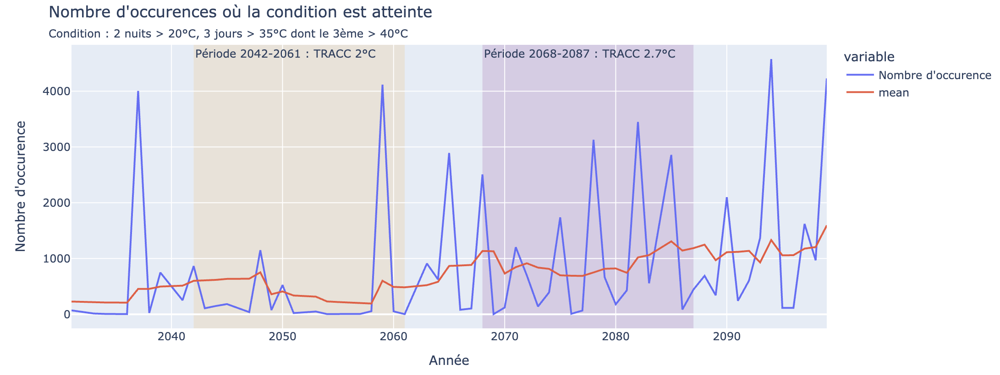 Nombre d'occurences où la condition est atteinte
Condition : 2 nuits > 20°C, 3 jours > 35°C dont le 3ème > 40°C
Période 2042-2061 : TRACC 2°C
Période 2068-2087 : TRACC 2.7°C
variable
Nombre d'occurence
mean
Nombre d'occurence
4000
3000
2000
1000
0
2040
2050
2060
2070
2080
2090
Année